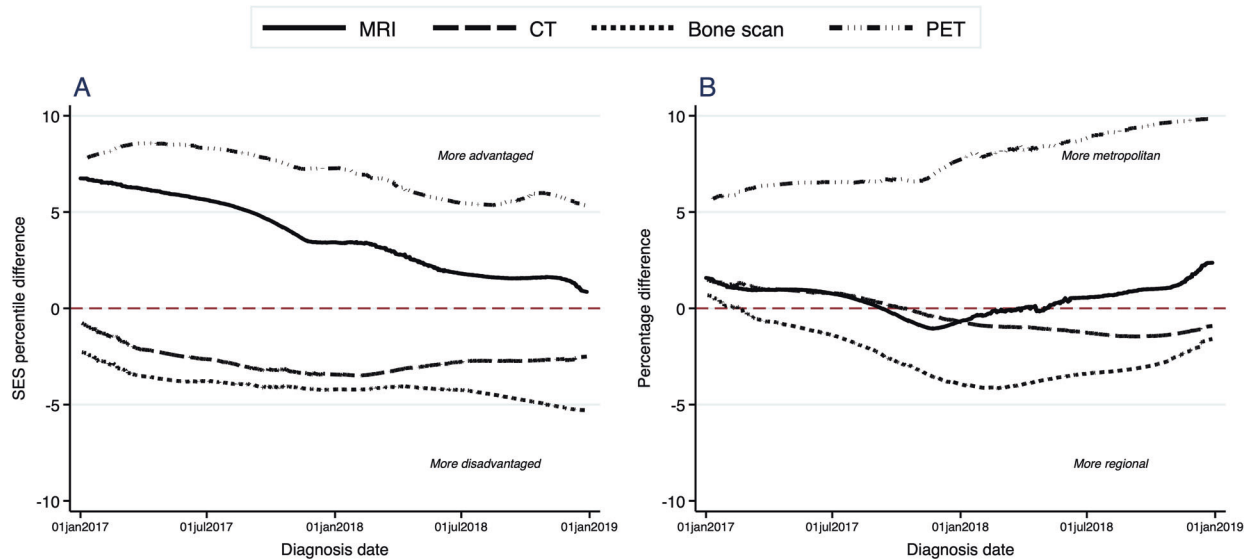 MRI CT Bone scan PET
A
10
5
0
-5
-10
SES percentile difference
More advantaged
More disadvantaged
01jan2017 01jul2017 01jan2018 01jul2018 01jan2019
Diagnosis date
B
10
5
0
-5
-10
Percentage difference
More metropolitan
More regional
01jan2017 01jul2017 01jan2018 01jul2018 01jan2019
Diagnosis date